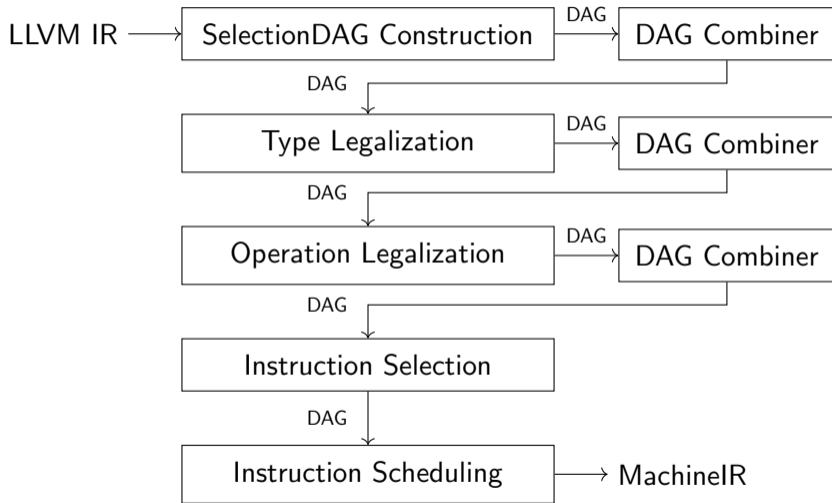 LLVM IR
SelectionDAG Construction
DAG
DAG Combiner
DAG
Type Legalization
DAG
DAG Combiner
DAG
Operation Legalization
DAG
DAG Combiner
DAG
Instruction Selection
DAG
Instruction Scheduling
MachineIR